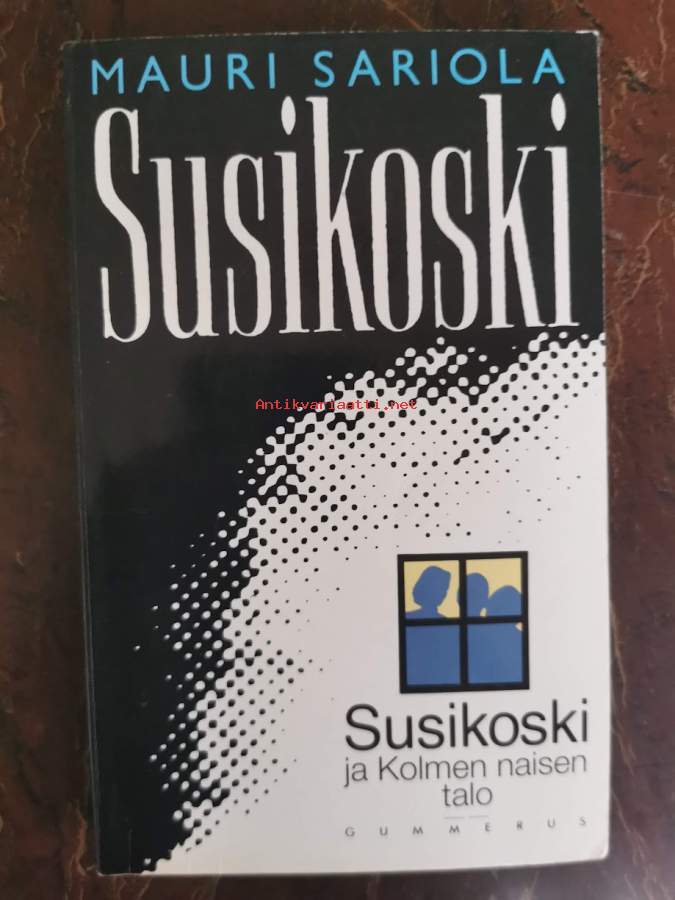 MAURI SARIOLA
Susikoski
Antikvariaatti.net
Susikoski
ja Kolmen naisen
talo
GUMMERUS